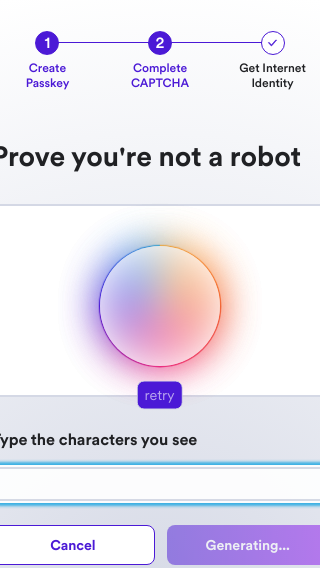 1
2
Create
Passkey
Complete
CAPTCHA
Get Internet
Identity
Prove you're not a robot
retry
Type the characters you see
Cancel
Generating...